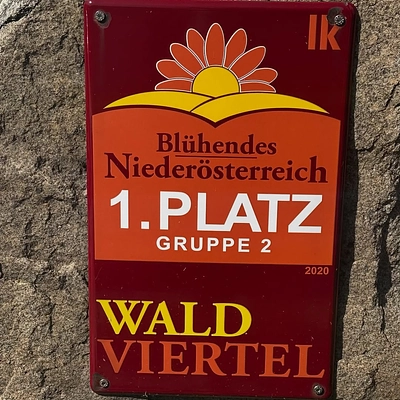 lk
Blühendes
Niederösterreich
1. PLATZ
GRUPPE 2
2020
WALD
VIERTEL